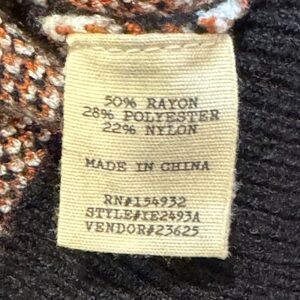 50% RAYON
28% POLYESTER
22% NYLON
MADE IN CHINA
RN#154932
STYLE#IE2493A
VENDOR#23625